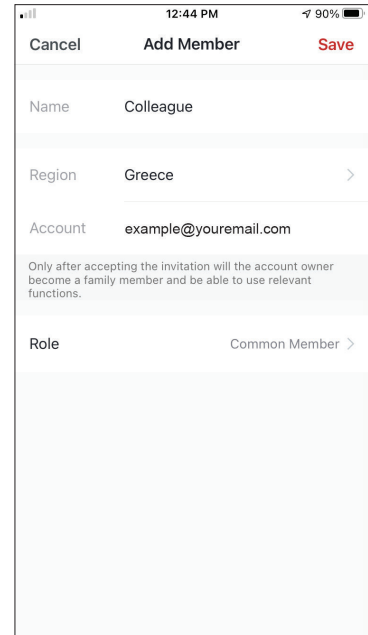 12:44 PM 90%
Cancel Add Member Save
Name Colleague
Region Greece
Account example@youremail.com
Only after accepting the invitation will the account owner
become a family member and be able to use relevant
functions.
Role Common Member